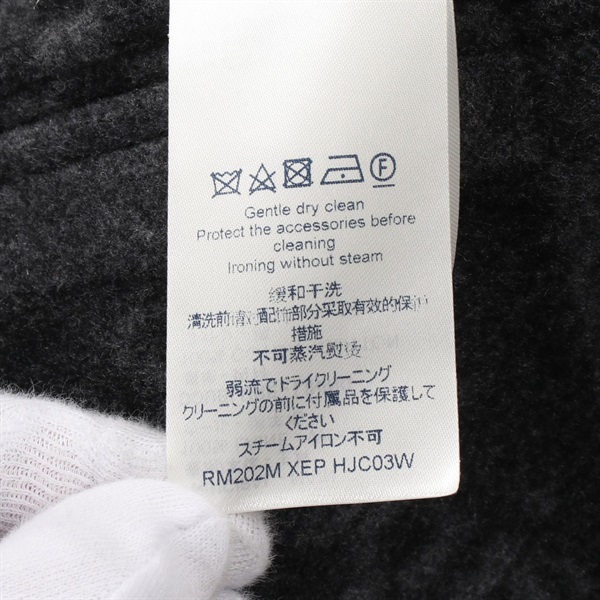 F
Gentle dry clean
Protect the accessories before
cleaning
Ironing without steam
缓和干洗
清洗前请对配饰部分采取有效的保护
措施
不可蒸汽熨烫
弱流でドライクリーニング
クリーニングの前に付属品を保護して
ください
スチームアイロン不可
RM202M XEP HJC03W